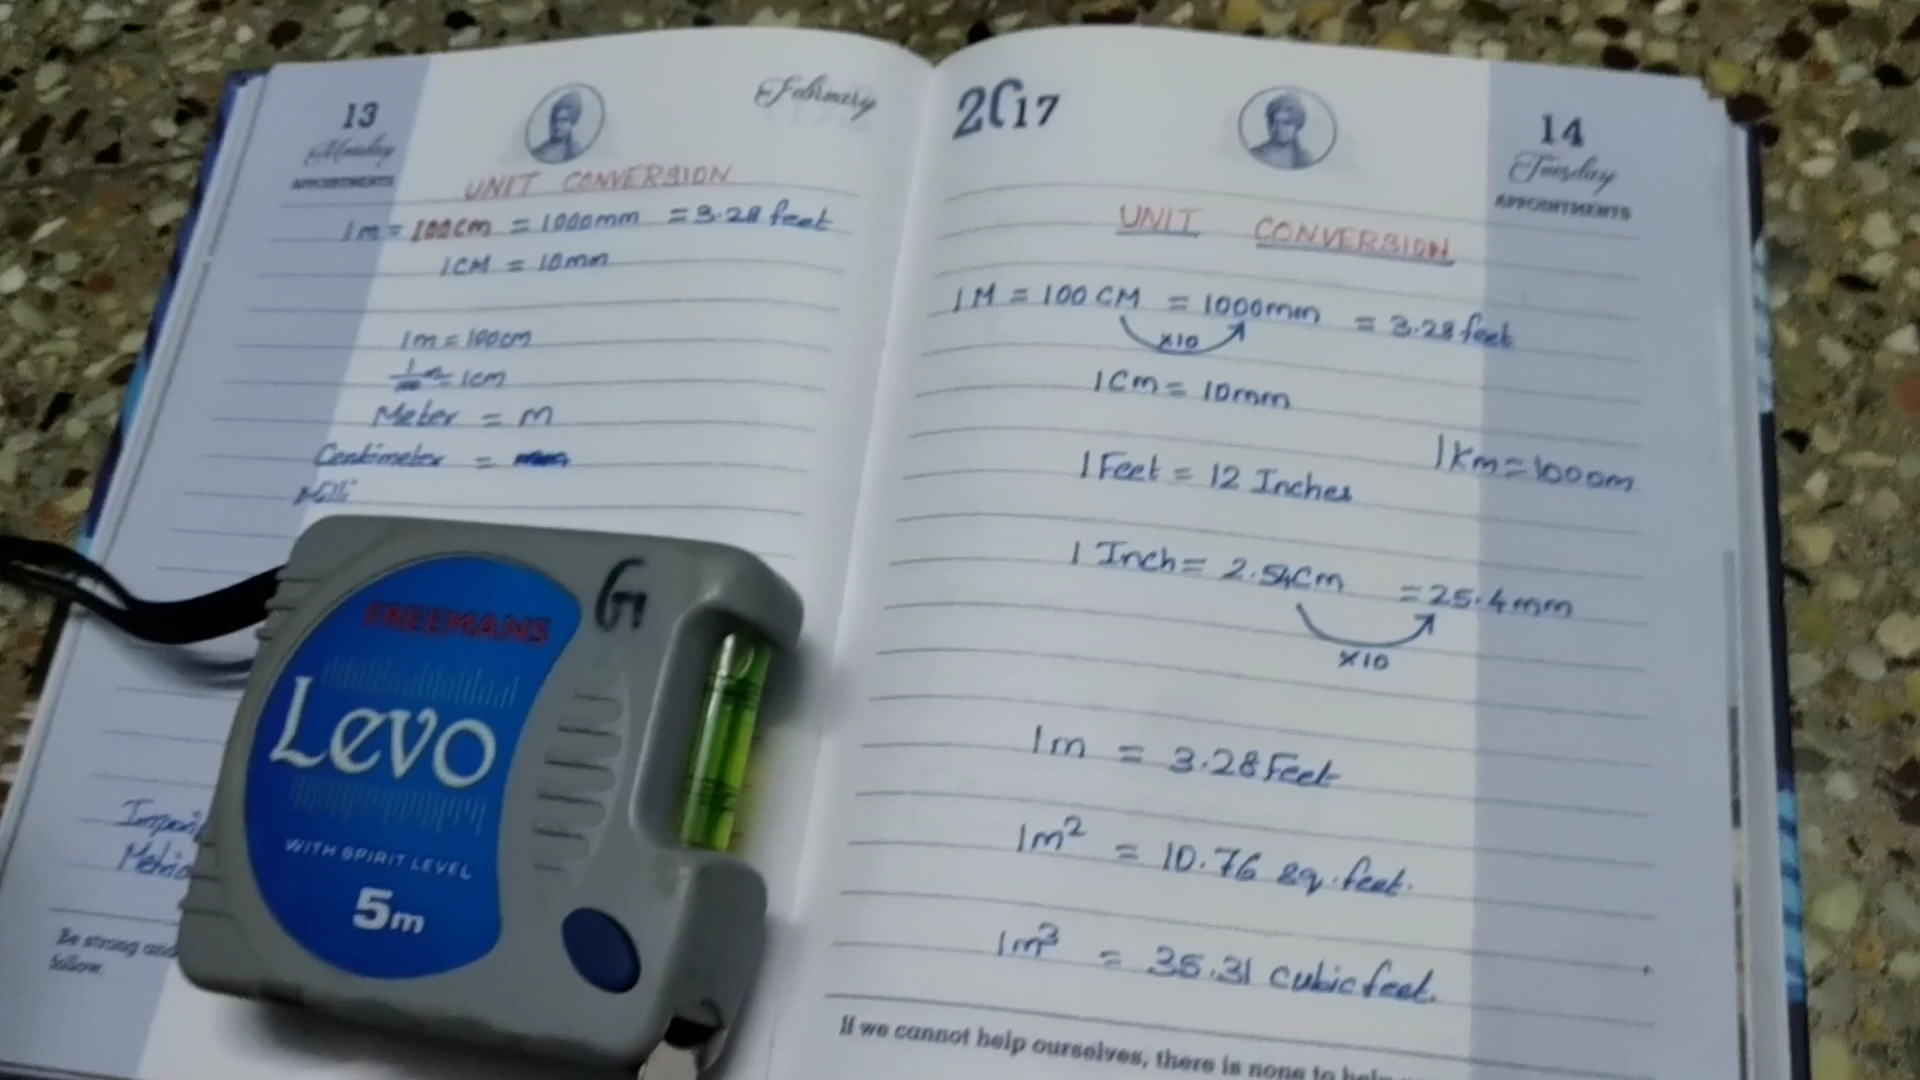 13
Monday
APPOINTMENTS
February
UNIT CONVERSION
1m = 100cm = 1000mm = 3.28 feet
1CM = 10mm
1m = 100cm
= 1cm
Meter = m
Centimeter =
Milli
FREEMANS
G
Levo
WITH SPIRIT LEVEL
5m
Metric
Be strong and
follow.
2017
14
Tuesday
APPOINTMENTS
UNIT CONVERSION
1M = 100CM = 1000mm = 3.28 feet
x10
1Cm = 10mm
1Km = 1000m
1 Feet = 12 Inches
1 Inch = 2.54Cm = 25.4mm
x10
1m = 3.28 Feet
1m² = 10.76 sq.feet.
1m³ = 35.31 cubic feet.
If we cannot help ourselves, there is none to help